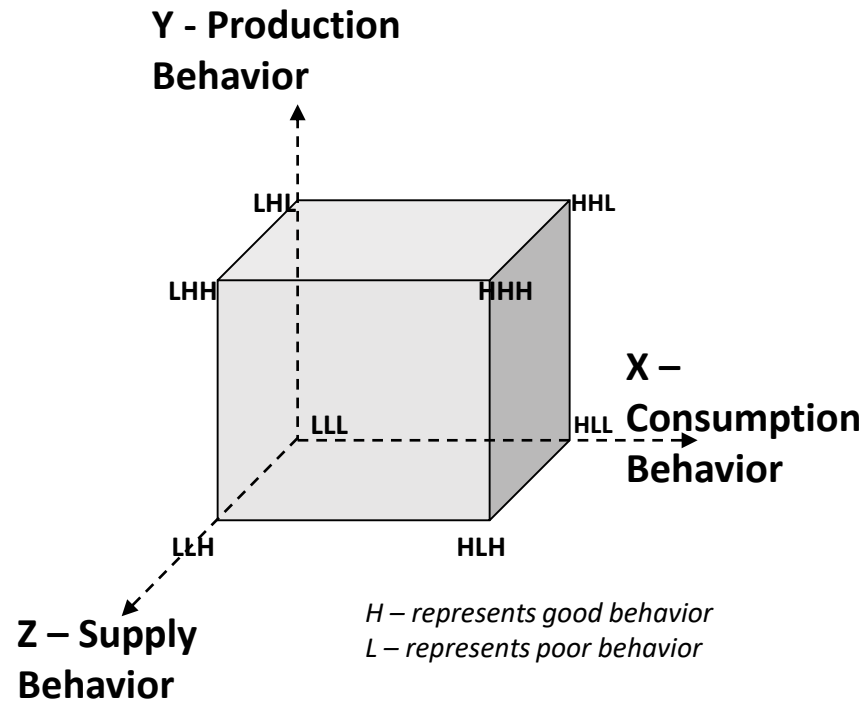 Y - Production
Behavior
LHL
HHL
LHH
HHH
X –
Consumption
Behavior
LLL
HLL
LLH
HLH
Z – Supply
Behavior
H – represents good behavior
L – represents poor behavior